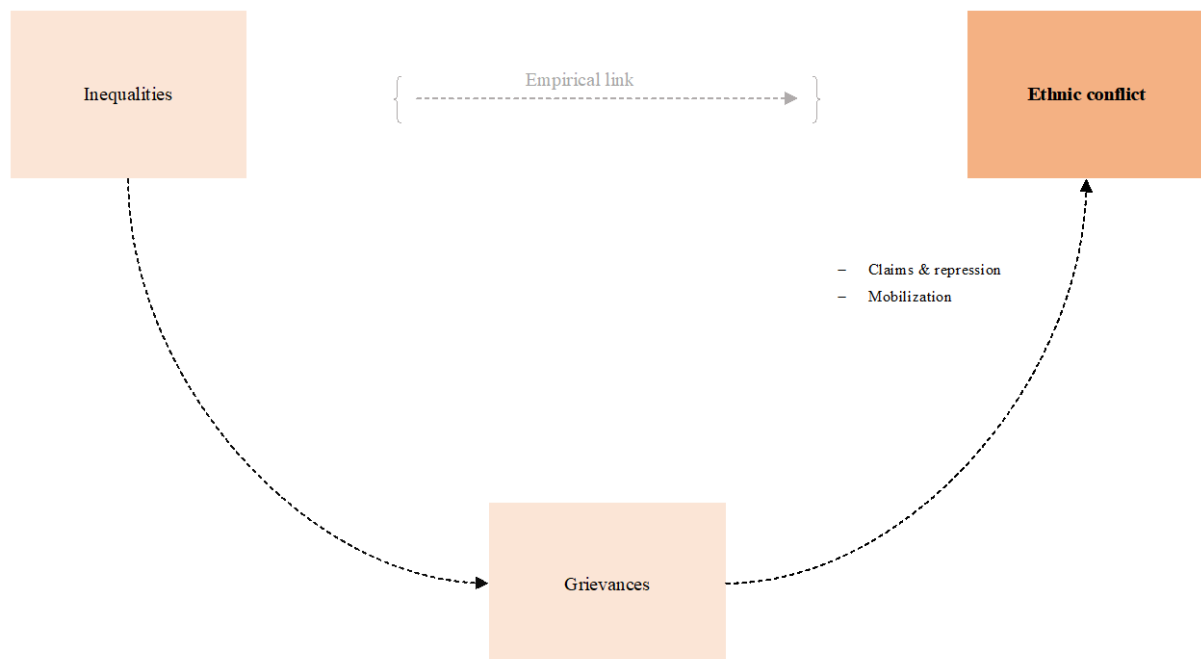 Inequalities
Empirical link
Ethnic conflict
– Claims & repression
– Mobilization
Grievances